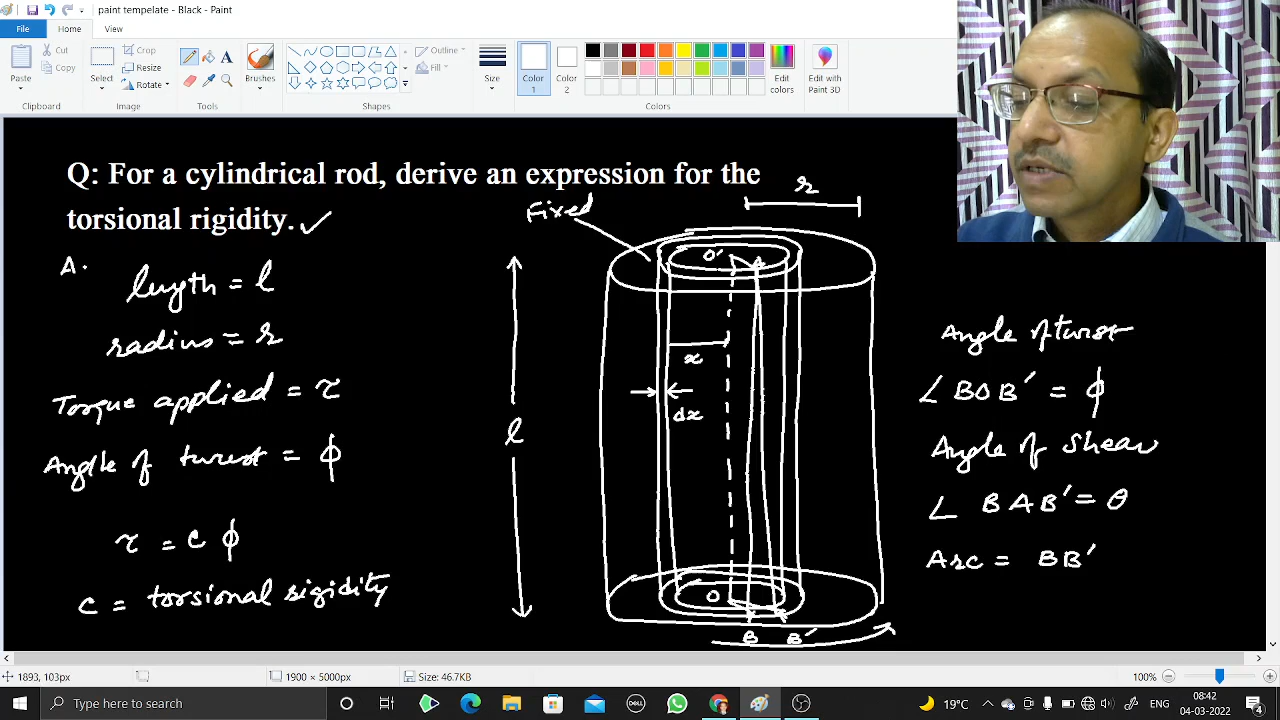 paint template - Black - Paint
File
Home
View
Paste
Cut
Copy
Clipboard
Select
Crop
Resize
Rotate
Image
Tools
Brushes
Shapes
Outline
Fill
Size
Color 1
Color 2
Edit colors
Colors
Edit with Paint 3D
Q: For a cylindrical rod, derive an expression for the
torsional rigidity.
A.
length = l
radius = r
Torque applied = τ
Angle of twist = ϕ
τ = c ϕ
c = torsional rigidity
Fixed
r
O'
x
dx
l
O
B B'
Angle of twist
∠ BOB' = ϕ
Angle of shear
∠ BAB' = θ
Arc = BB'
1893, 103px
1900 × 5000px
Size: 46.7KB
100%
Type here to search
DELL
19°C
ENG
08:42
04-03-2022